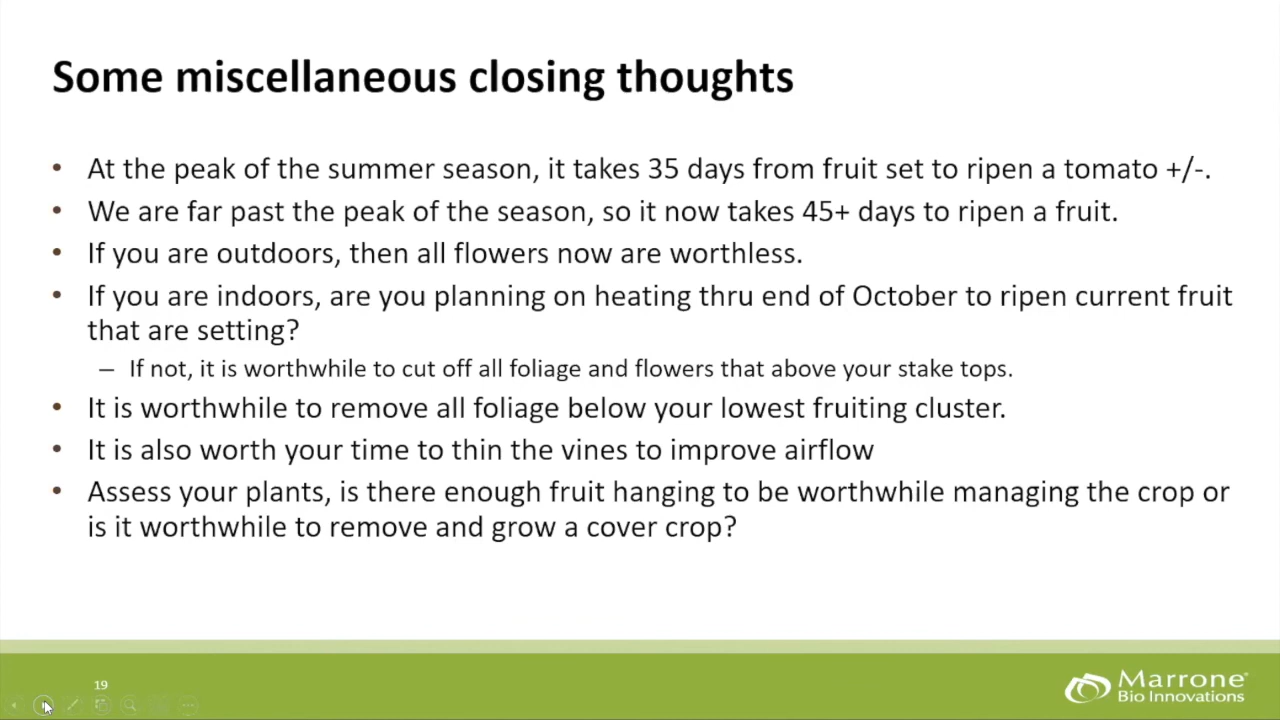 Some miscellaneous closing thoughts
• At the peak of the summer season, it takes 35 days from fruit set to ripen a tomato +/-.
• We are far past the peak of the season, so it now takes 45+ days to ripen a fruit.
• If you are outdoors, then all flowers now are worthless.
• If you are indoors, are you planning on heating thru end of October to ripen current fruit
that are setting?
– If not, it is worthwhile to cut off all foliage and flowers that above your stake tops.
• It is worthwhile to remove all foliage below your lowest fruiting cluster.
• It is also worth your time to thin the vines to improve airflow
• Assess your plants, is there enough fruit hanging to be worthwhile managing the crop or
is it worthwhile to remove and grow a cover crop?
19
Marrone®
Bio Innovations